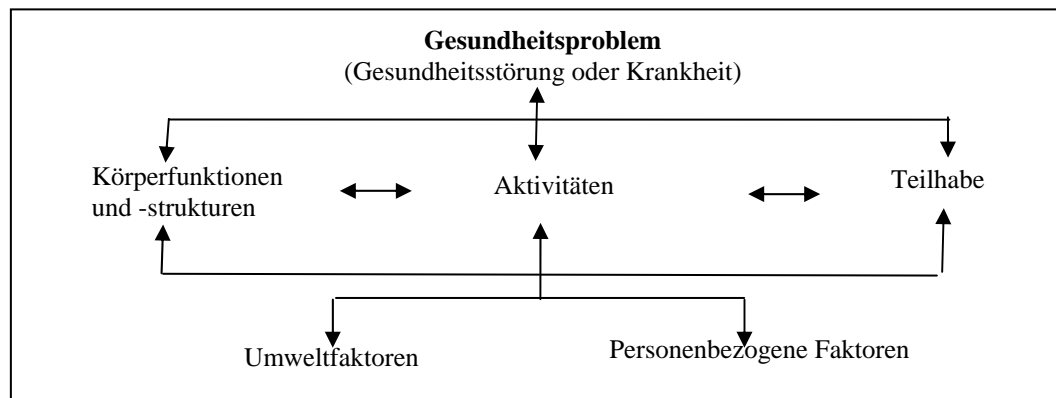 Gesundheitsproblem
(Gesundheitsstörung oder Krankheit)
Körperfunktionen
und -strukturen
Aktivitäten
Teilhabe
Umweltfaktoren
Personenbezogene Faktoren